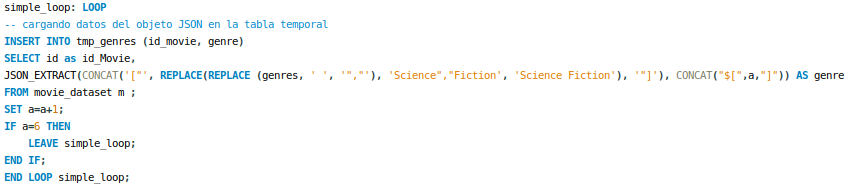 simple_loop: LOOP
-- cargando datos del objeto JSON en la tabla temporal
INSERT INTO tmp_genres (id_movie, genre)
SELECT id as id_Movie,
JSON_EXTRACT(CONCAT('["', REPLACE(REPLACE (genres, ' ', '","'), 'Science","Fiction', 'Science Fiction'), '"]'), CONCAT("$[",a,"]")) AS genre
FROM movie_dataset m ;
SET a=a+1;
IF a=6 THEN
    LEAVE simple_loop;
END IF;
END LOOP simple_loop;